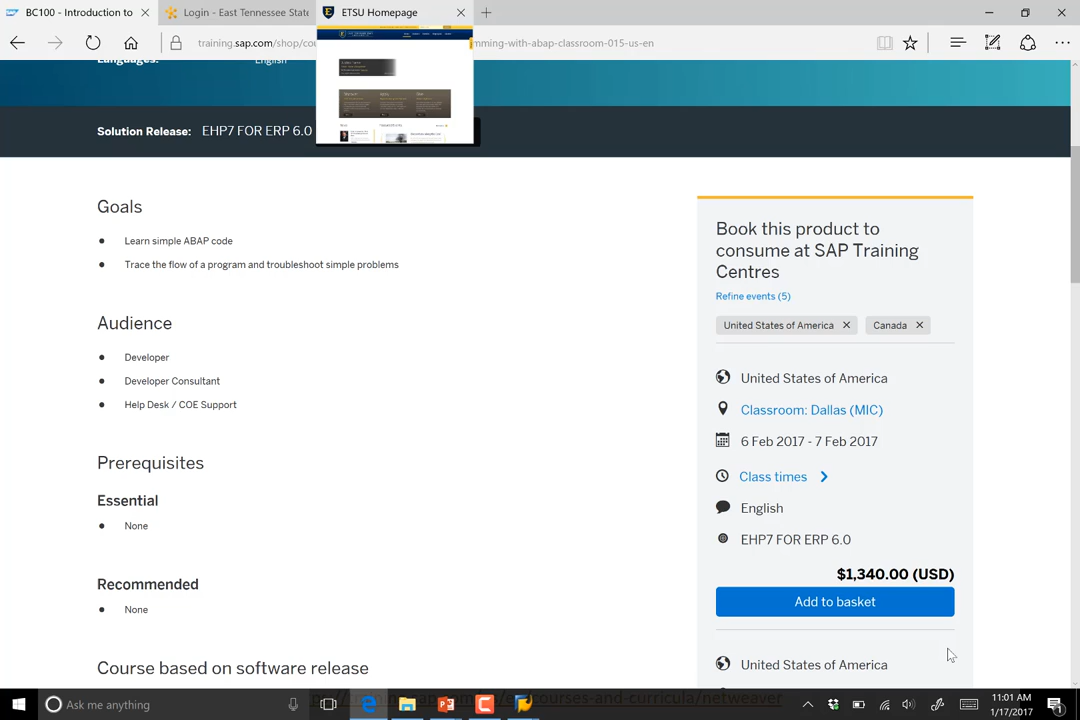 BC100 - Introduction to
Login - East Tennessee State
ETSU Homepage
training.sap.com/shop/cou
mming-with-abap-classroom-015-us-en
Languages:
English
Solution Release: EHP7 FOR ERP 6.0
Goals
Learn simple ABAP code
Trace the flow of a program and troubleshoot simple problems
Audience
Developer
Developer Consultant
Help Desk / COE Support
Prerequisites
Essential
None
Recommended
None
Course based on software release
Book this product to
consume at SAP Training
Centres
Refine events (5)
United States of America
Canada
United States of America
Classroom: Dallas (MIC)
6 Feb 2017 - 7 Feb 2017
Class times
English
EHP7 FOR ERP 6.0
$1,340.00 (USD)
Add to basket
United States of America
Ask me anything
11:01 AM
1/17/2017